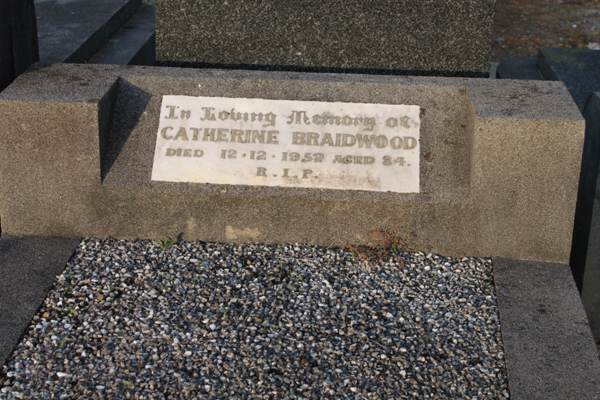 In Loving Memory of
CATHERINE BRAIDWOOD
DIED 12·12·1957 AGED 84.
R.I.P.